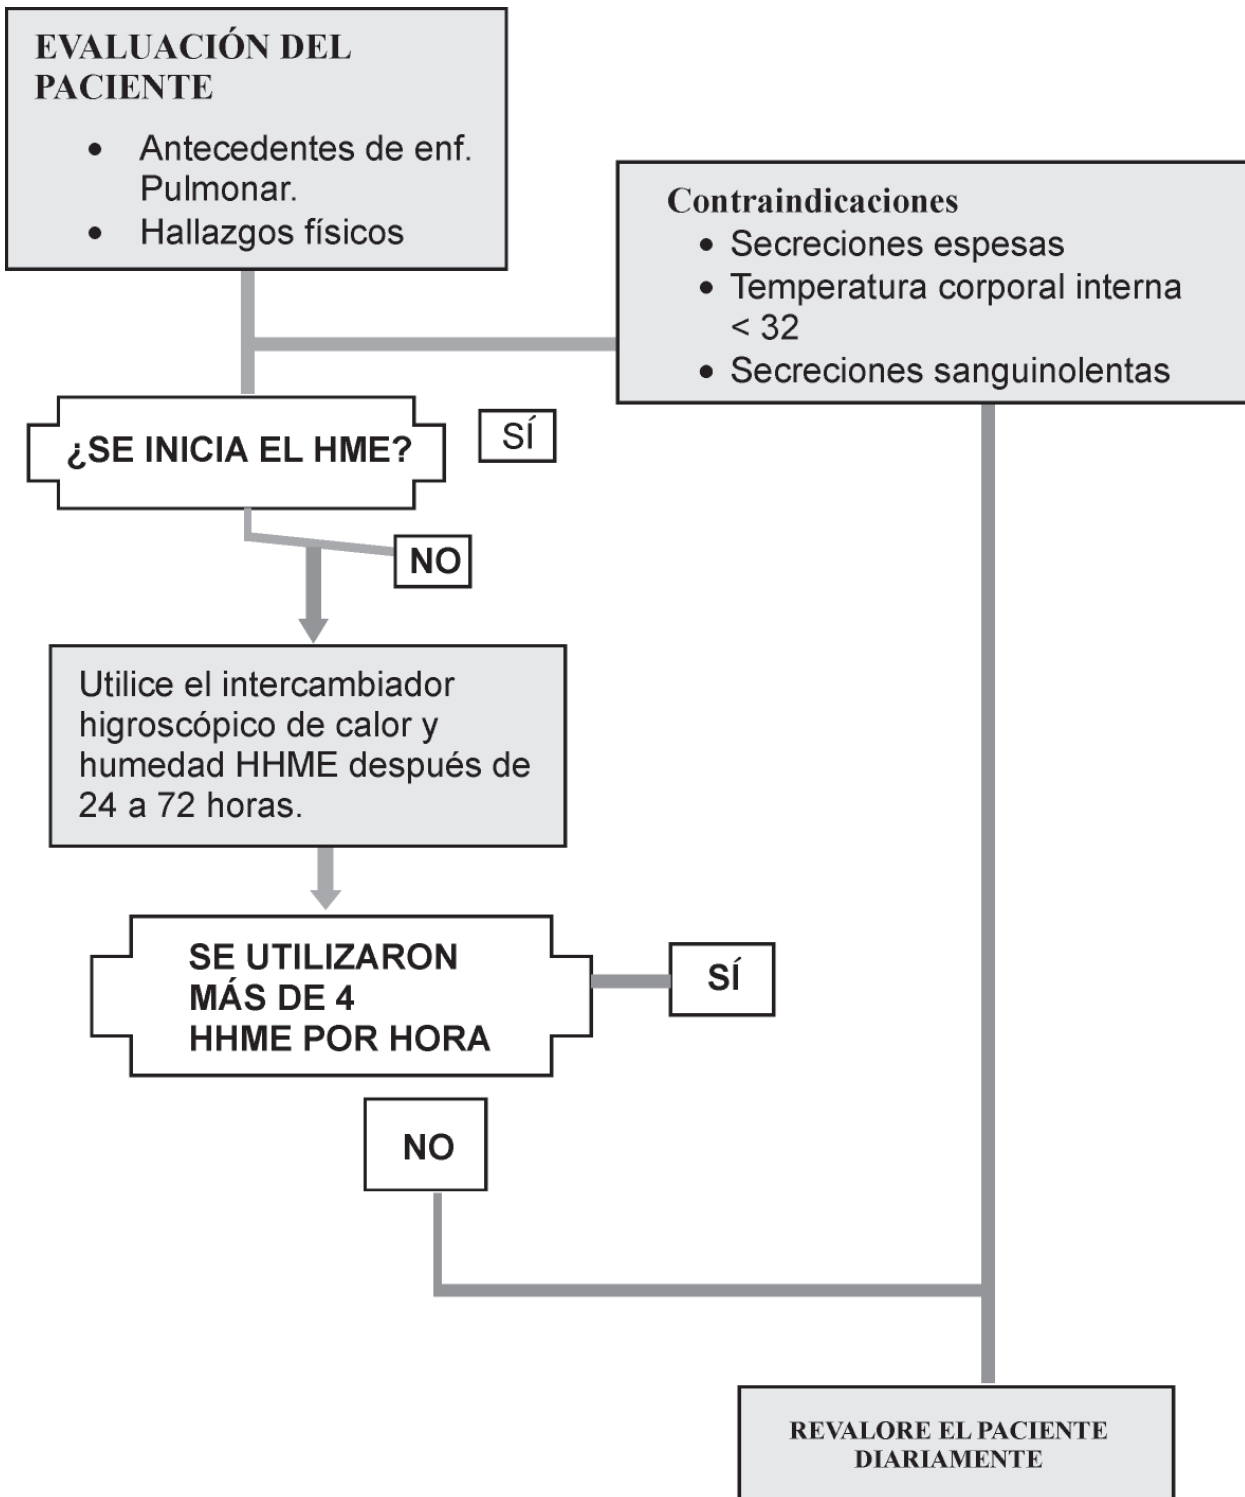 EVALUACIÓN DEL
PACIENTE
• Antecedentes de enf.
Pulmonar.
• Hallazgos físicos
Contraindicaciones
• Secreciones espesas
• Temperatura corporal interna
< 32
• Secreciones sanguinolentas
¿SE INICIA EL HME?
SÍ
NO
Utilice el intercambiador
higroscópico de calor y
humedad HHME después de
24 a 72 horas.
SE UTILIZARON
MÁS DE 4
HHME POR HORA
SÍ
NO
REVALORE EL PACIENTE
DIARIAMENTE